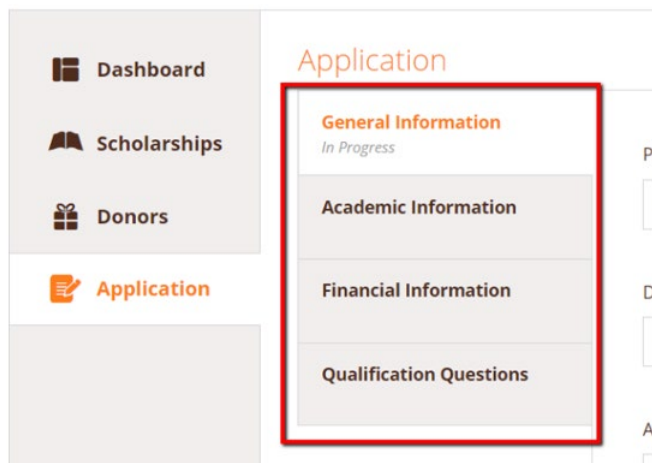 Dashboard
Scholarships
Donors
Application
Application
General Information
In Progress
Academic Information
Financial Information
Qualification Questions
P
D
A